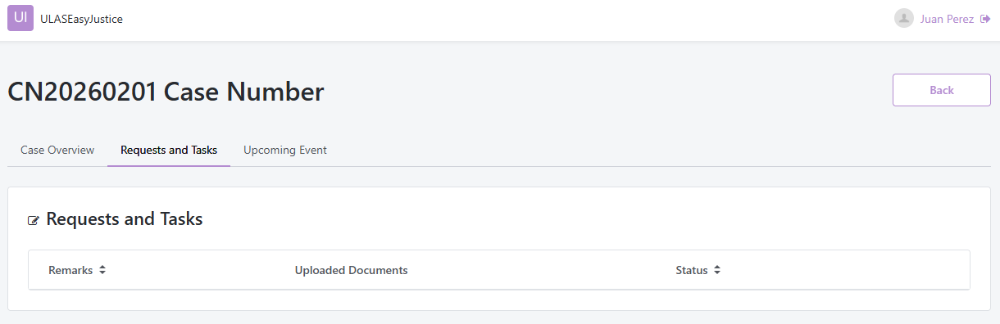 UI ULASEasyJustice Juan Perez
CN20260201 Case Number Back
Case Overview Requests and Tasks Upcoming Event
Requests and Tasks
Remarks Uploaded Documents Status